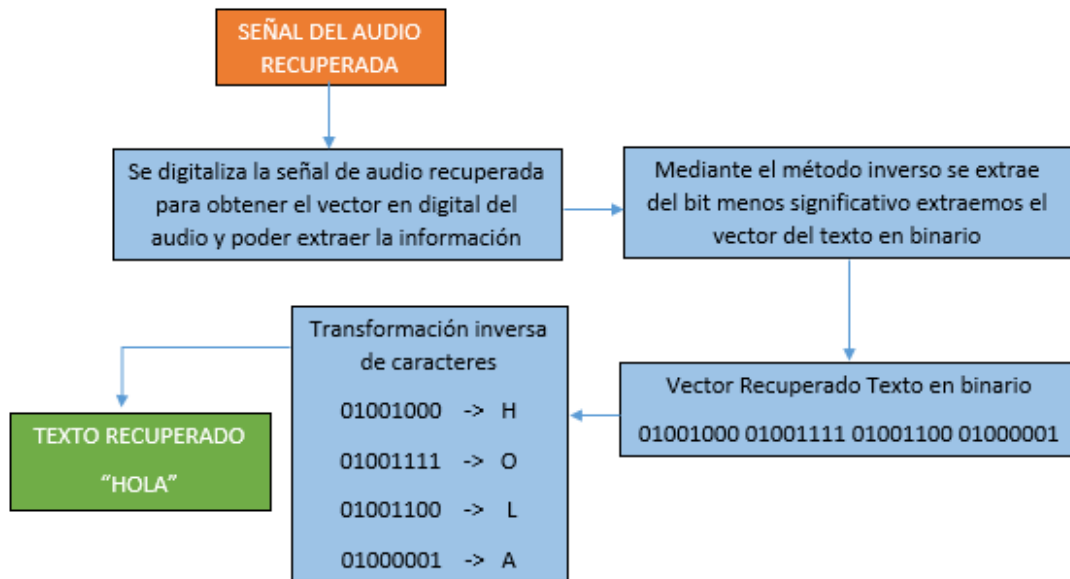 SEÑAL DEL AUDIO
RECUPERADA
Se digitaliza la señal de audio recuperada
para obtener el vector en digital del
audio y poder extraer la información
Mediante el método inverso se extrae
del bit menos significativo extraemos el
vector del texto en binario
Vector Recuperado Texto en binario
01001000 01001111 01001100 01000001
Transformación inversa
de caracteres
01001000 -> H
01001111 -> O
01001100 -> L
01000001 -> A
TEXTO RECUPERADO
“HOLA”